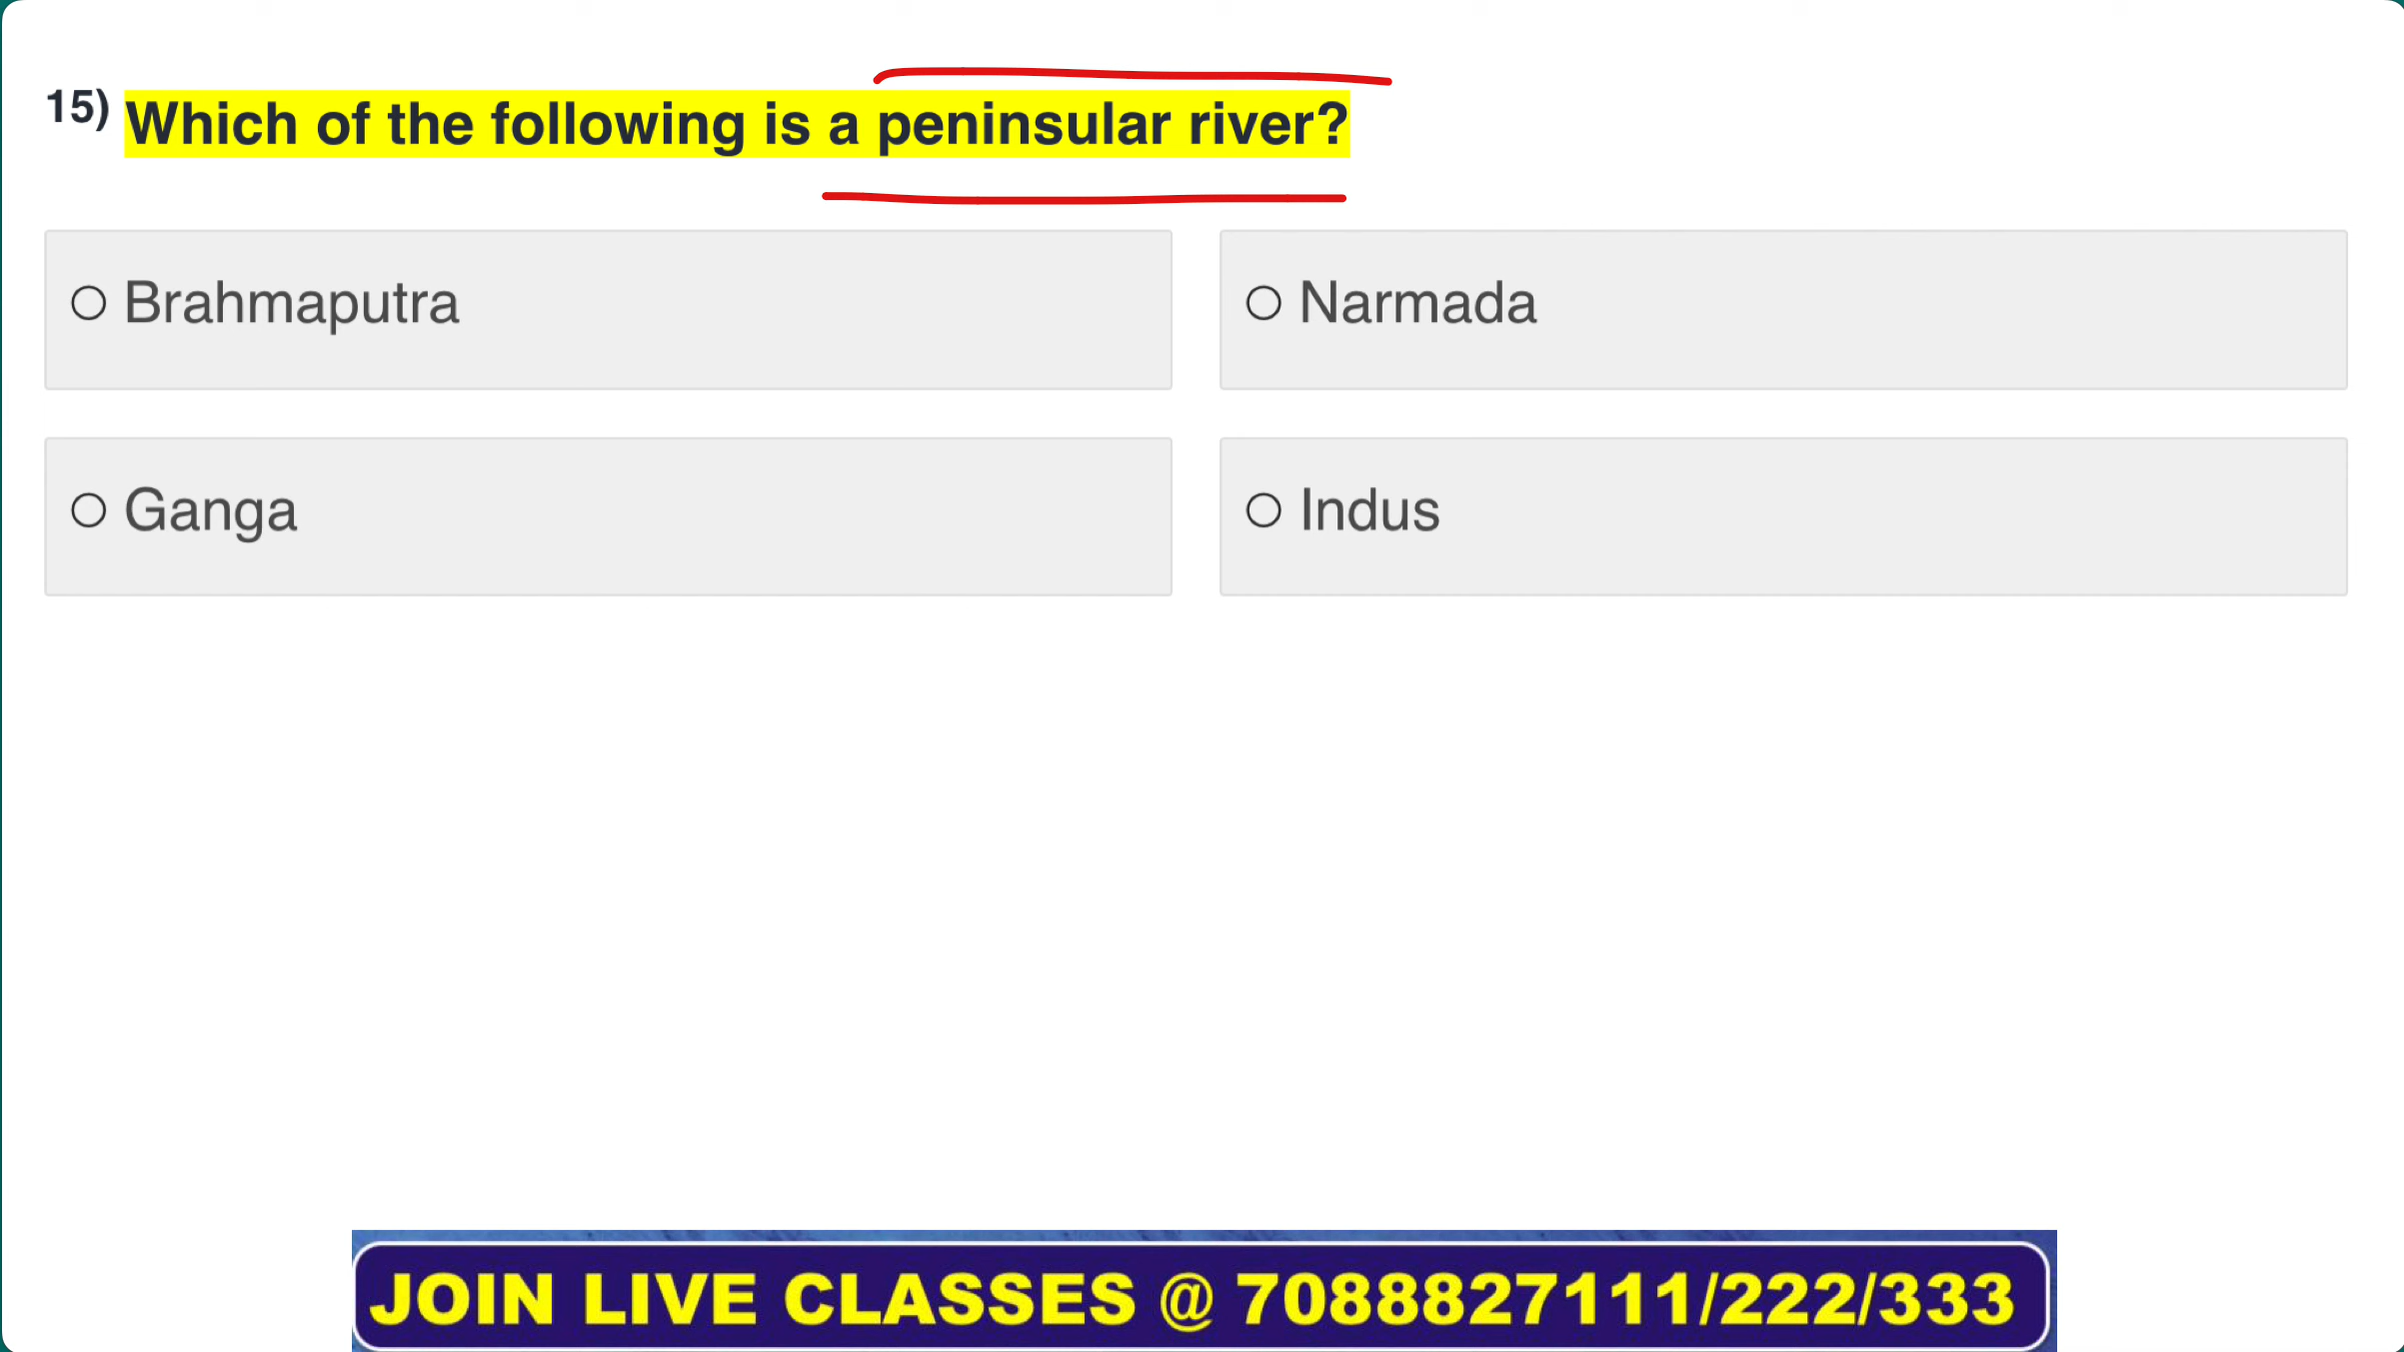 15) Which of the following is a peninsular river?
Brahmaputra
Narmada
Ganga
Indus
JOIN LIVE CLASSES @ 7088827111/222/333